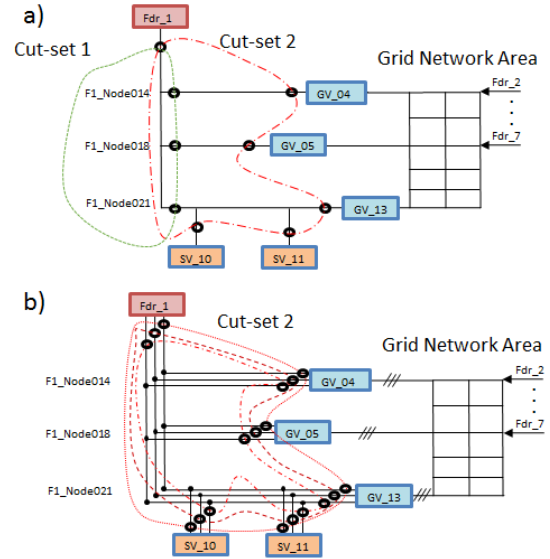 a)
Fdr_1
Cut-set 1
Cut-set 2
Grid Network Area
F1_Node014
GV_04
Fdr_2
F1_Node018
GV_05
Fdr_7
F1_Node021
GV_13
SV_10
SV_11
b)
Fdr_1
Cut-set 2
Grid Network Area
F1_Node014
GV_04
Fdr_2
F1_Node018
GV_05
Fdr_7
F1_Node021
GV_13
SV_10
SV_11